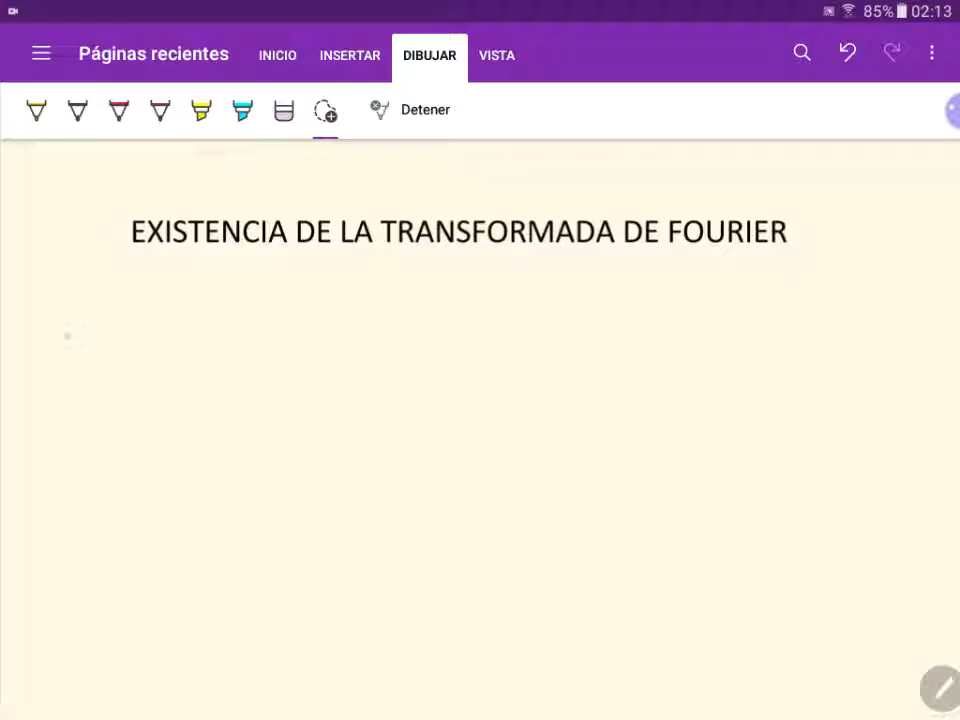 85% 02:13
Páginas recientes INICIO INSERTAR DIBUJAR VISTA
Detener
EXISTENCIA DE LA TRANSFORMADA DE FOURIER